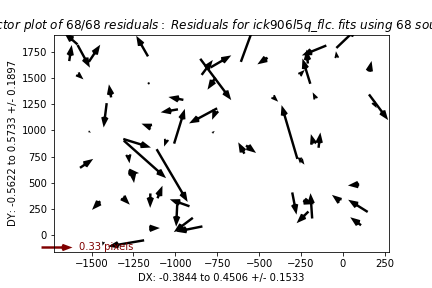 ctor plot of 68/68 residuals: Residuals for ick906l5q_flc.fits using 68 sour
1750
1500
1250
1000
750
500
250
0
0.33 pixels
−1500 −1250 −1000 −750 −500 −250 0 250
DX: -0.3844 to 0.4506 +/- 0.1533
DY: -0.5622 to 0.5733 +/- 0.1897